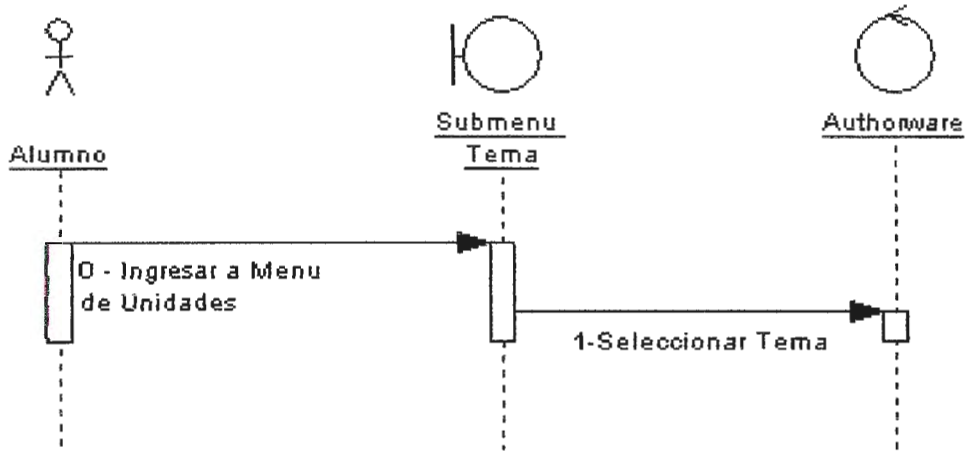 Alumno
Submenu
Tema
Authorware
0 - Ingresar a Menu
de Unidades
1-Seleccionar Tema